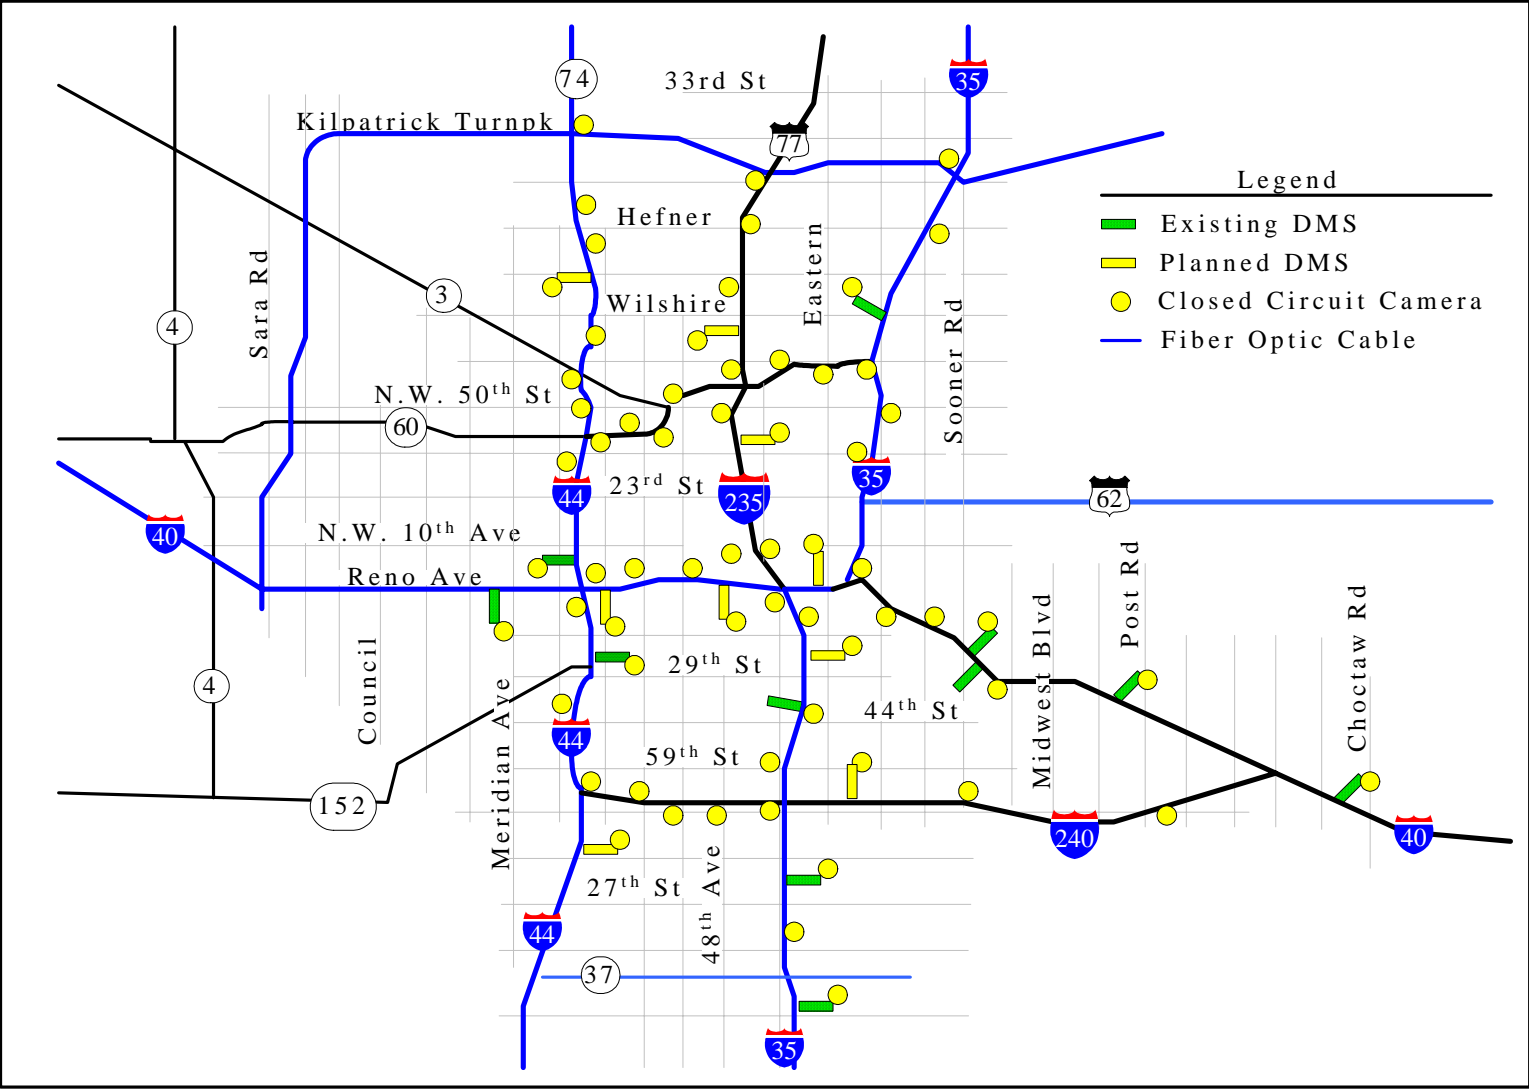 74
33rd St
35
Kilpatrick Turnpk
77
Legend
Hefner
Existing DMS
Eastern
Sara Rd
Planned DMS
3
Wilshire
Closed Circuit Camera
4
Sooner Rd
Fiber Optic Cable
N.W. 50th St
60
44
23rd St
235
35
62
40
N.W. 10th Ave
Reno Ave
Post Rd
Midwest Blvd
Choctaw Rd
Council
29th St
4
Meridian Ave
44th St
44
59th St
152
240
40
27th St
48th Ave
44
37
35